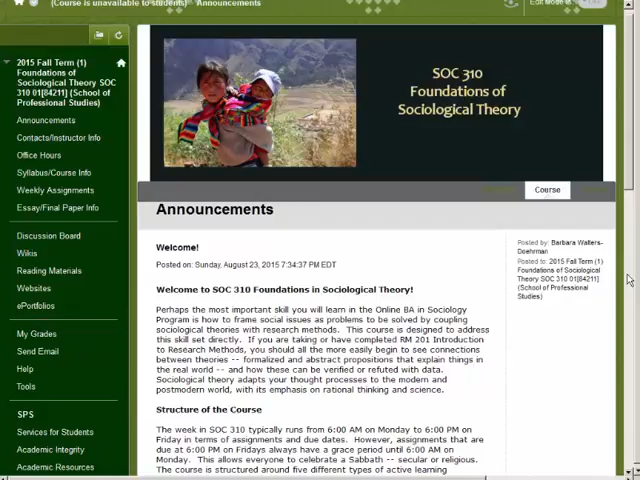 (Course is unavailable to students) Announcements
Edit Mode is
2015 Fall Term (1)
Foundations of
Sociological Theory SOC
310 01[84211] (School of
Professional Studies)
Announcements
Contacts/Instructor Info
Office Hours
Syllabus/Course Info
Weekly Assignments
Essay/Final Paper Info
Discussion Board
Wikis
Reading Materials
Websites
ePortfolios
My Grades
Send Email
Help
Tools
SPS
Services for Students
Academic Integrity
Academic Resources
SOC 310
Foundations of
Sociological Theory
Course
Announcements
Welcome!
Posted on: Sunday, August 23, 2015 7:34:37 PM EDT
Welcome to SOC 310 Foundations in Sociological Theory!
Perhaps the most important skill you will learn in the Online BA in Sociology
Program is how to frame social issues as problems to be solved by coupling
sociological theories with research methods. This course is designed to address
this skill set directly. If you are taking or have completed RM 201 Introduction
to Research Methods, you should all the more easily begin to see connections
between theories -- formalized and abstract propositions that explain things in
the real world -- and how these can be verified or refuted with data.
Sociological theory adapts your thought processes to the modern and
postmodern world, with its emphasis on rational thinking and science.
Structure of the Course
The week in SOC 310 typically runs from 6:00 AM on Monday to 6:00 PM on
Friday in terms of assignments and due dates. However, assignments that are
due at 6:00 PM on Fridays always have a grace period until 6:00 AM on
Monday. This allows everyone to celebrate a Sabbath -- secular or religious.
The course is structured around five different types of active learning
Posted by: Barbara Walters-
Doehrman
Posted to: 2015 Fall Term (1)
Foundations of Sociological
Theory SOC 310 01[84211]
(School of Professional
Studies)